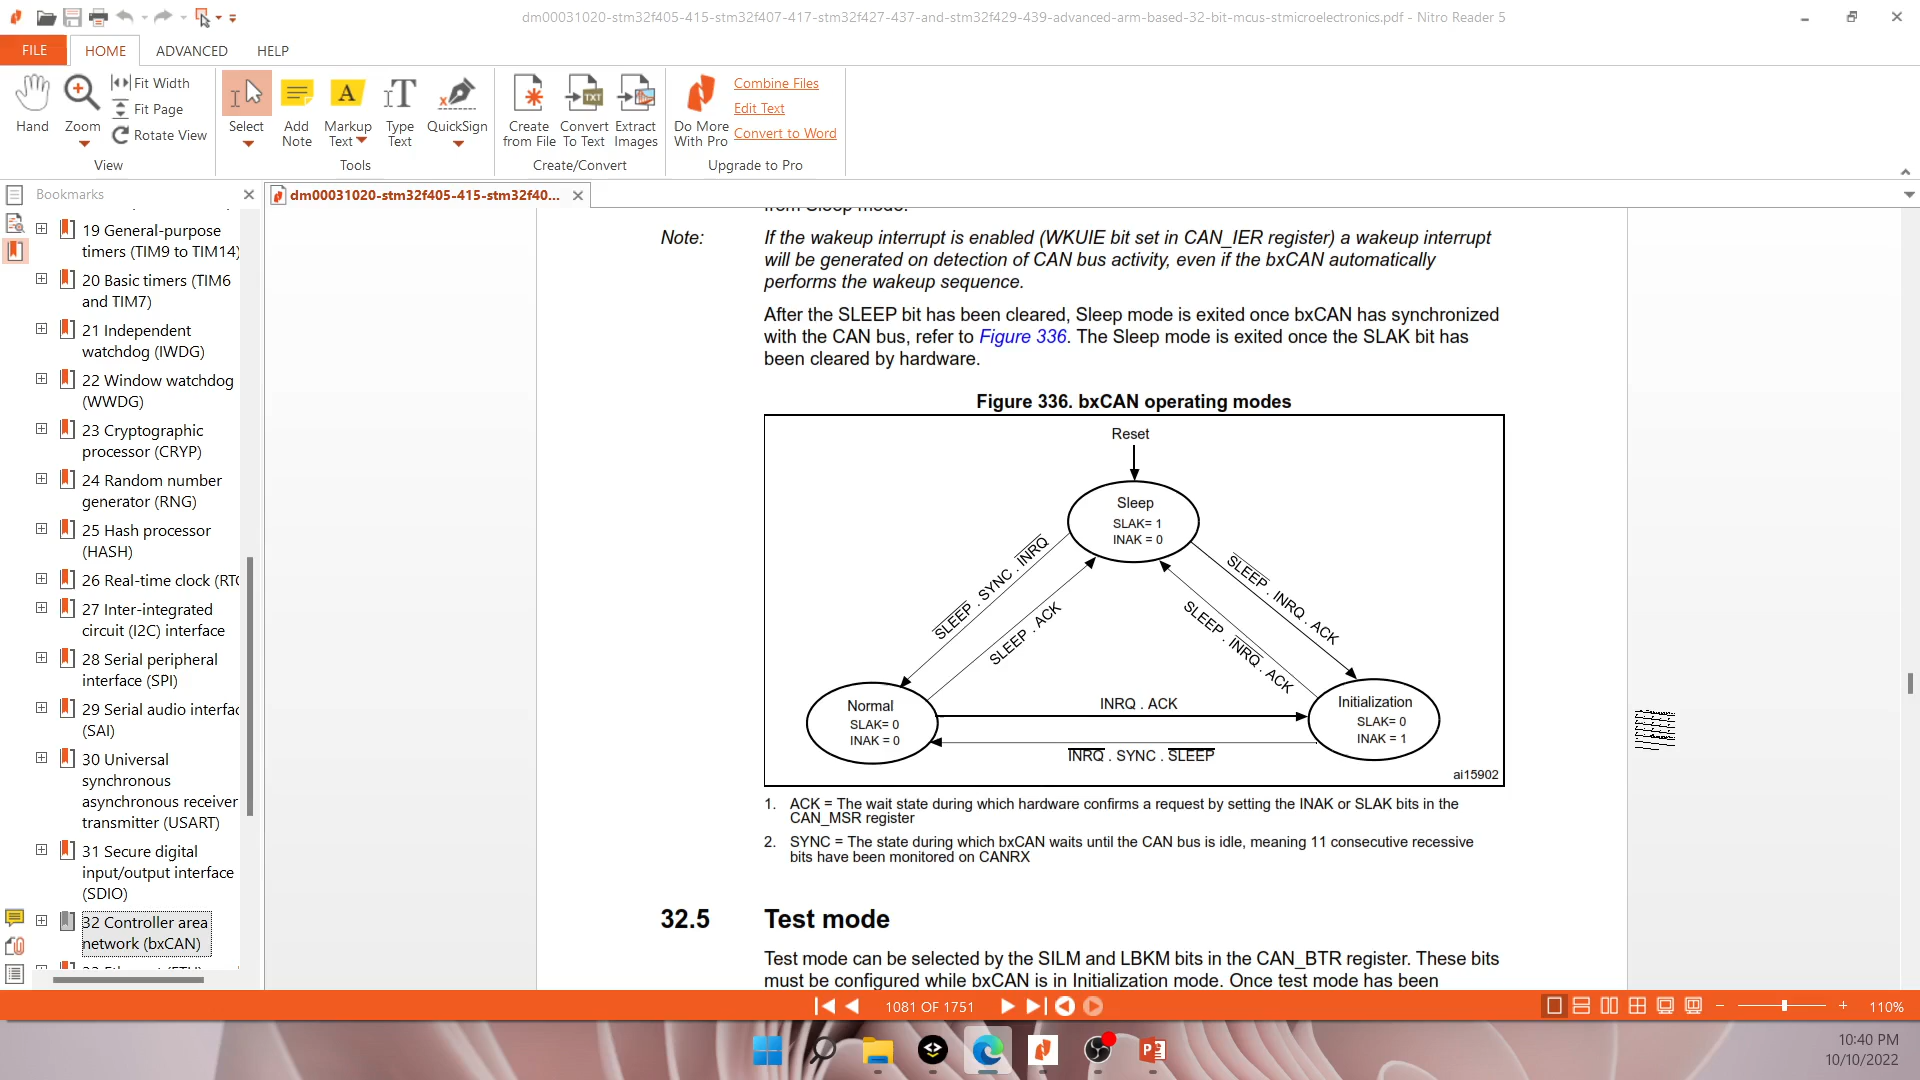 dm00031020-stm32f405-415-stm32f407-417-stm32f427-437-and-stm32f429-439-advanced-arm-based-32-bit-mcus-stmicroelectronics.pdf - Nitro Reader 5
FILE
HOME
ADVANCED
HELP
Hand
Zoom
Fit Width
Fit Page
Rotate View
View
Select
Add
Note
Markup
Text
Type
Text
QuickSign
Tools
Create
from File
Convert
To Text
Extract
Images
Create/Convert
Do More
With Pro
Combine Files
Edit Text
Convert to Word
Upgrade to Pro
Bookmarks
dm00031020-stm32f405-415-stm32f40...
19 General-purpose
timers (TIM9 to TIM14)
20 Basic timers (TIM6
and TIM7)
21 Independent
watchdog (IWDG)
22 Window watchdog
(WWDG)
23 Cryptographic
processor (CRYP)
24 Random number
generator (RNG)
25 Hash processor
(HASH)
26 Real-time clock (RTC
27 Inter-integrated
circuit (I2C) interface
28 Serial peripheral
interface (SPI)
29 Serial audio interfac
(SAI)
30 Universal
synchronous
asynchronous receiver
transmitter (USART)
31 Secure digital
input/output interface
(SDIO)
32 Controller area
network (bxCAN)
from Sleep mode.
Note: If the wakeup interrupt is enabled (WKUIE bit set in CAN_IER register) a wakeup interrupt
will be generated on detection of CAN bus activity, even if the bxCAN automatically
performs the wakeup sequence.
After the SLEEP bit has been cleared, Sleep mode is exited once bxCAN has synchronized
with the CAN bus, refer to Figure 336. The Sleep mode is exited once the SLAK bit has
been cleared by hardware.
Figure 336. bxCAN operating modes
Reset
Sleep
SLAK= 1
INAK = 0
SLEEP . SYNC . INRQ
SLEEP . ACK
SLEEP . INRQ . ACK
SLEEP . INRQ . ACK
Normal
SLAK= 0
INAK = 0
INRQ . ACK
INRQ . SYNC . SLEEP
Initialization
SLAK= 0
INAK = 1
ai15902
1. ACK = The wait state during which hardware confirms a request by setting the INAK or SLAK bits in the
CAN_MSR register
2. SYNC = The state during which bxCAN waits until the CAN bus is idle, meaning 11 consecutive recessive
bits have been monitored on CANRX
32.5 Test mode
Test mode can be selected by the SILM and LBKM bits in the CAN_BTR register. These bits
must be configured while bxCAN is in Initialization mode. Once test mode has been
1081 OF 1751
110%
10:40 PM
10/10/2022